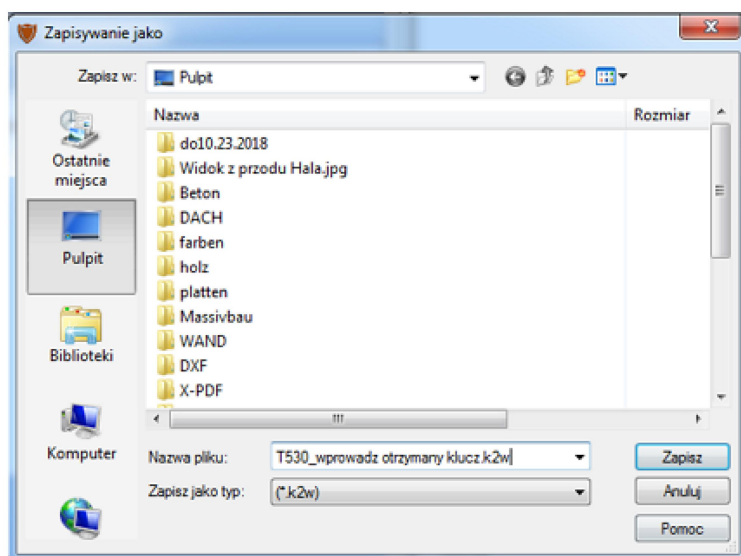 Zapisywanie jako
Zapisz w:
Pulpit
Nazwa
Rozmiar
do10.23.2018
Widok z przodu Hala.jpg
Beton
DACH
farben
holz
platten
Massivbau
WAND
DXF
X-PDF
Ostatnie
miejsca
Pulpit
Biblioteki
Komputer
Nazwa pliku:
T530_wprowadz otrzymany klucz.k2w
Zapisz
Zapisz jako typ:
(*.k2w)
Anuluj
Pomoc